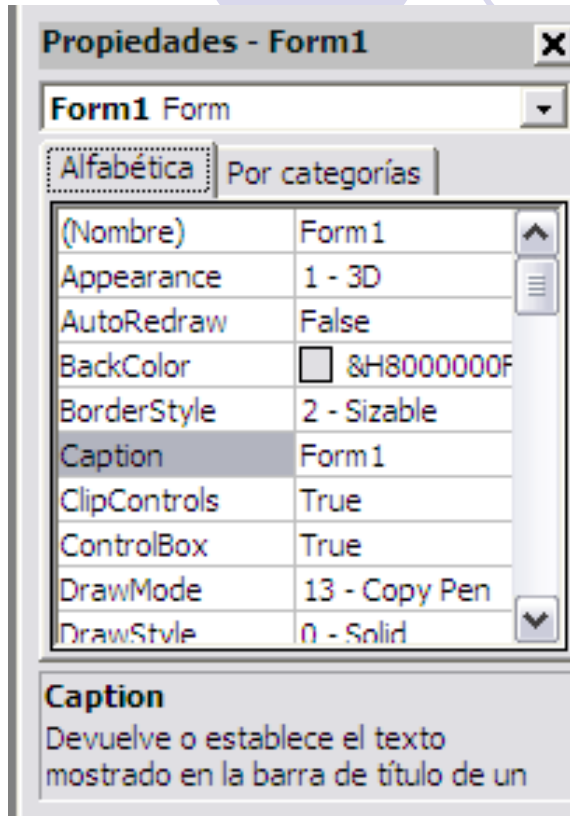 Propiedades - Form1
Form1 Form
Alfabética Por categorías
(Nombre) Form1
Appearance 1 - 3D
AutoRedraw False
BackColor &H8000000F
BorderStyle 2 - Sizable
Caption Form1
ClipControls True
ControlBox True
DrawMode 13 - Copy Pen
DrawStyle 0 - Solid
Caption
Devuelve o establece el texto
mostrado en la barra de título de un